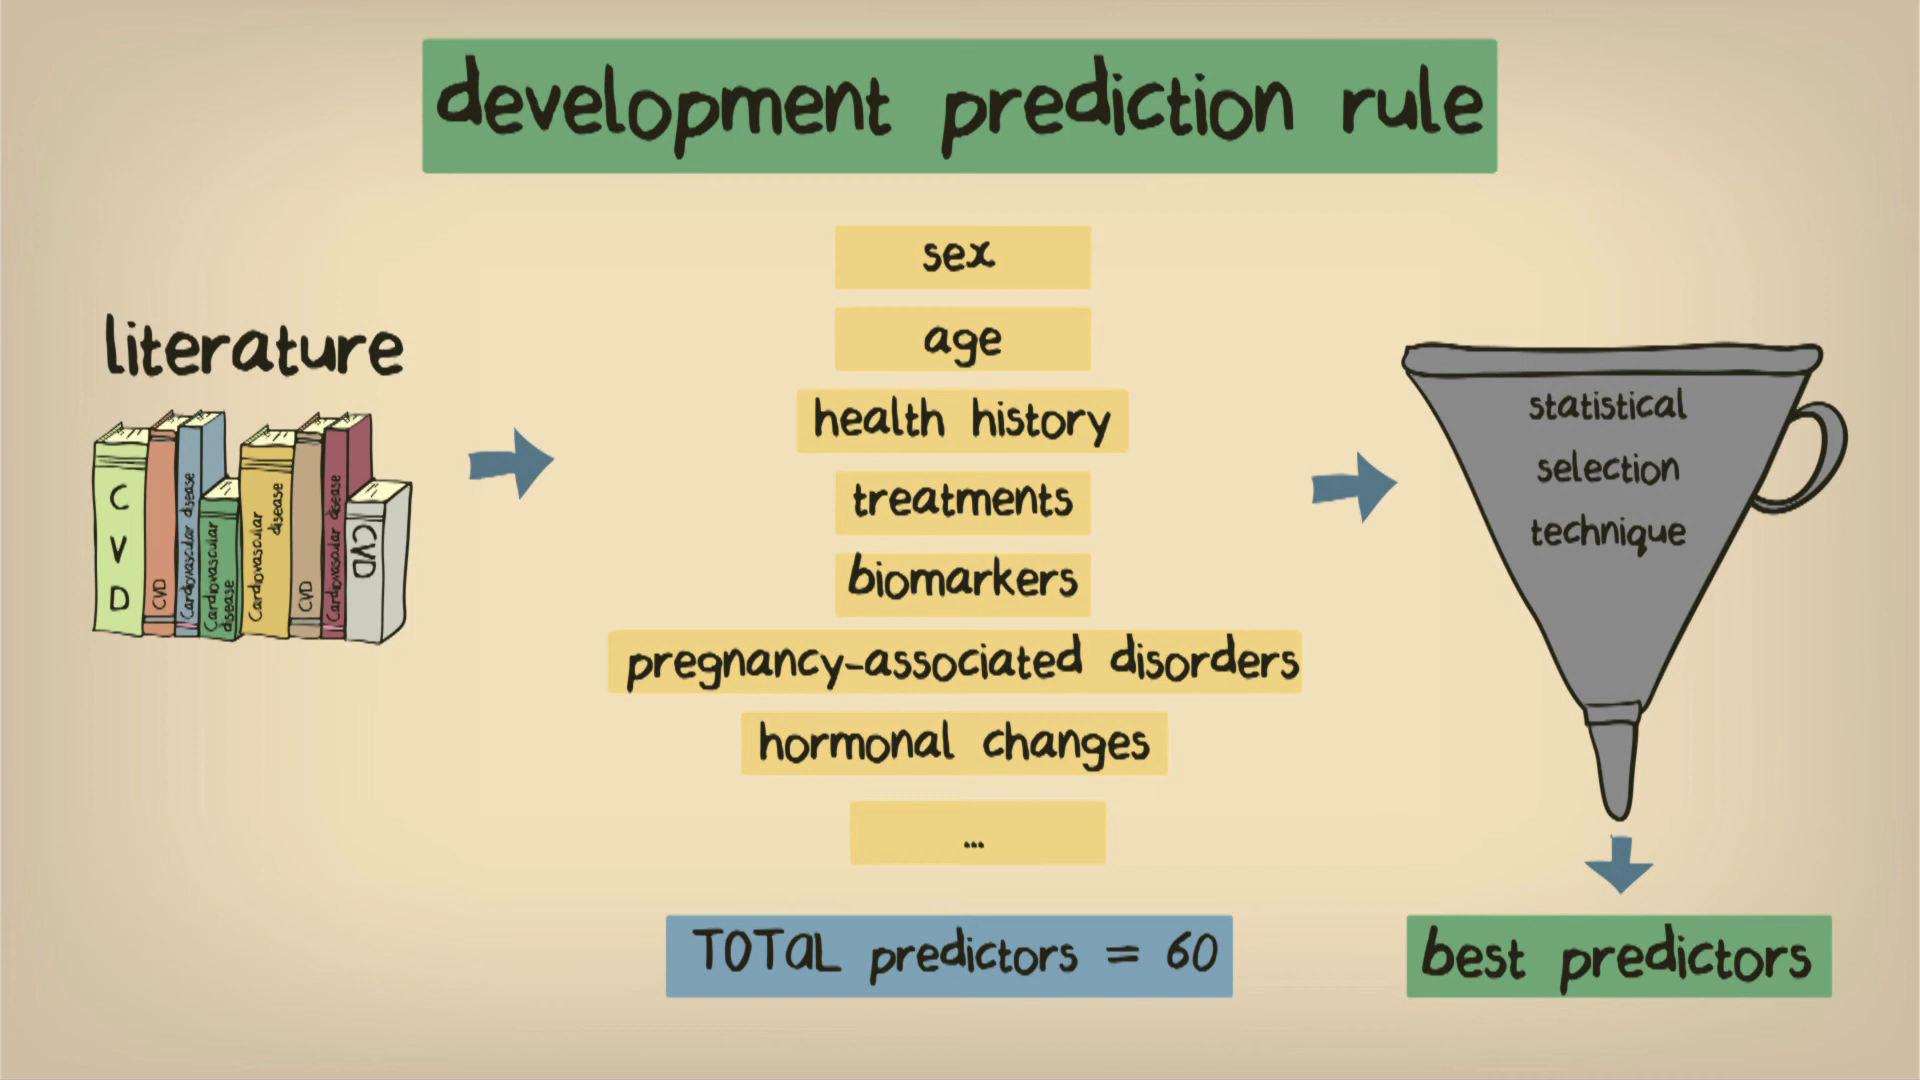 development prediction rule
literature
C
V
D
CVD
Cardiovascular disease
Cardiovascular
disease
Cardiovascular
disease
CVD
Cardiovascular disease
CVD
sex
age
health history
treatments
biomarkers
pregnancy-associated disorders
hormonal changes
...
TOTAL predictors = 60
statistical
selection
technique
best predictors